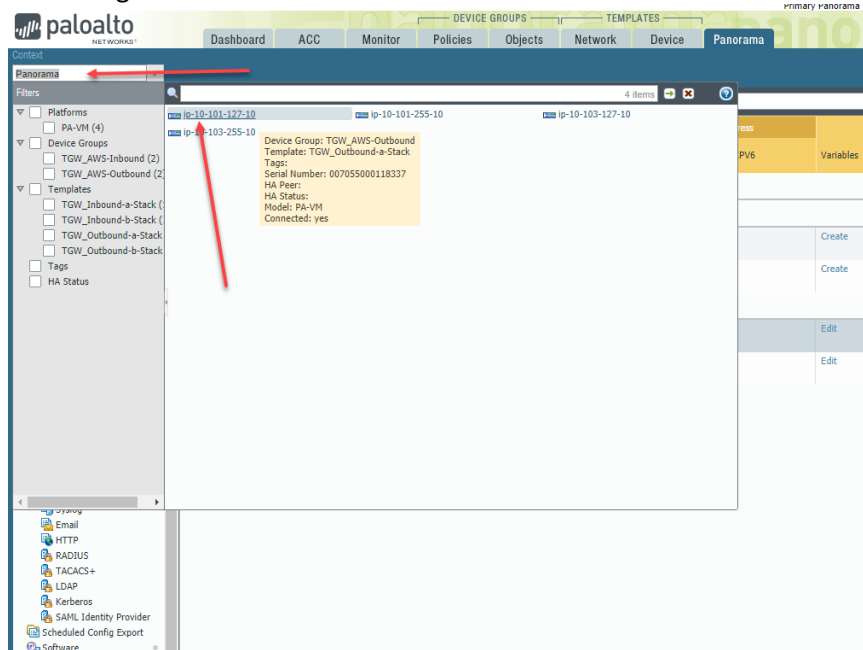 Primary Panorama
paloalto
NETWORKS
DEVICE GROUPS
TEMPLATES
Dashboard ACC Monitor Policies Objects Network Device Panorama
Context
Panorama
Filters
4 items
Platforms
PA-VM (4)
Device Groups
TGW_AWS-Inbound (2)
TGW_AWS-Outbound (2)
Templates
TGW_Inbound-a-Stack (
TGW_Inbound-b-Stack (
TGW_Outbound-a-Stack
TGW_Outbound-b-Stack
Tags
HA Status
ip-10-101-127-10 ip-10-101-255-10 ip-10-103-127-10
ip-10-103-255-10
Device Group: TGW_AWS-Outbound
Template: TGW_Outbound-a-Stack
Tags:
Serial Number: 007055000118337
HA Peer:
HA Status:
Model: PA-VM
Connected: yes
ress
PV6 Variables
Create
Create
Edit
Edit
Syslog
Email
HTTP
RADIUS
TACACS+
LDAP
Kerberos
SAML Identity Provider
Scheduled Config Export
Software